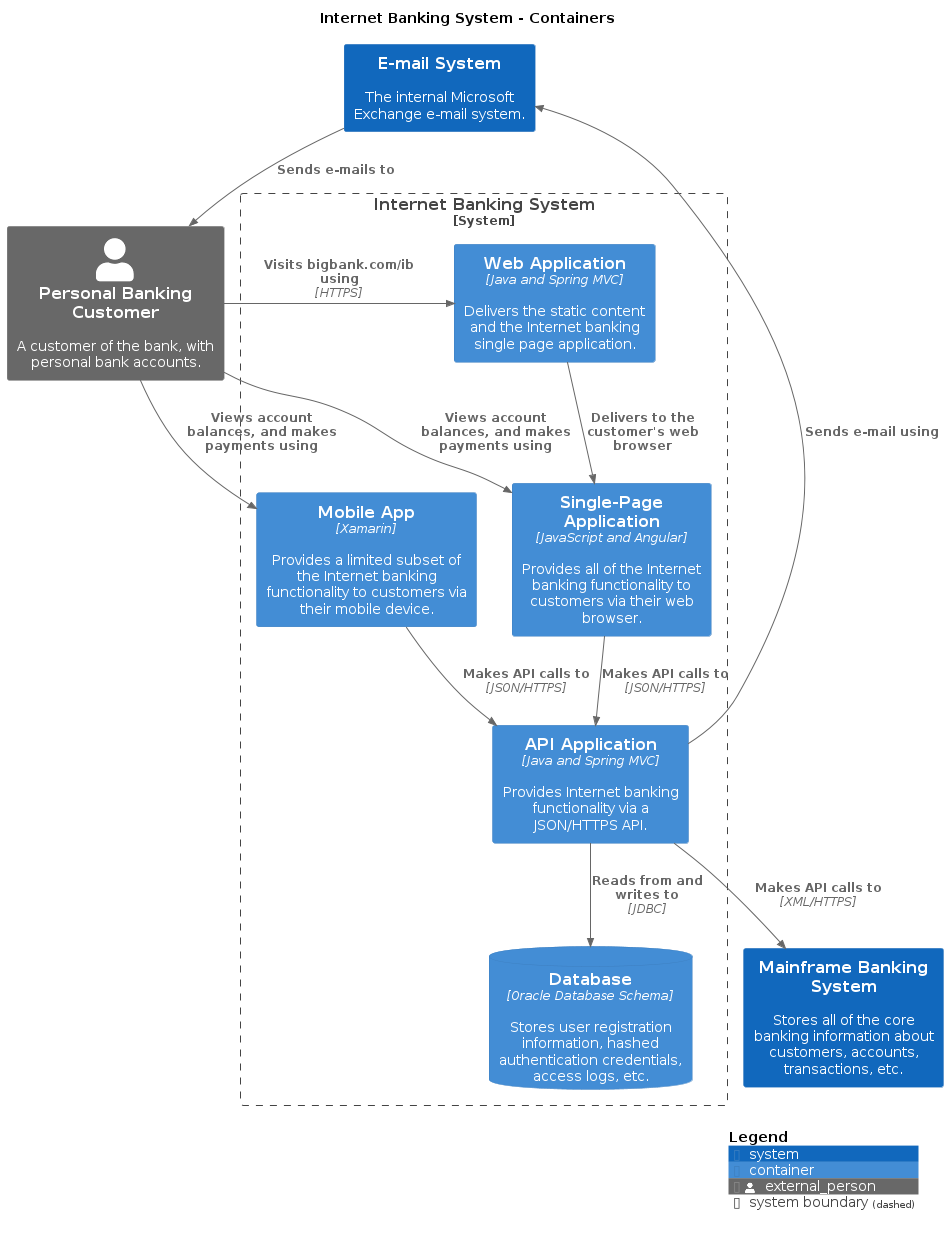 Internet Banking System - Containers
E-mail System
The internal Microsoft
Exchange e-mail system.
Sends e-mails to
Internet Banking System
[System]
Personal Banking
Customer
A customer of the bank, with
personal bank accounts.
Visits bigbank.com/ib
using
[HTTPS]
Web Application
[Java and Spring MVC]
Delivers the static content
and the Internet banking
single page application.
Views account
balances, and makes
payments using
Views account
balances, and makes
payments using
Delivers to the
customer's web
browser
Sends e-mail using
Mobile App
[Xamarin]
Provides a limited subset of
the Internet banking
functionality to customers via
their mobile device.
Single-Page
Application
[JavaScript and Angular]
Provides all of the Internet
banking functionality to
customers via their web
browser.
Makes API calls to
[JSON/HTTPS]
Makes API calls to
[JSON/HTTPS]
API Application
[Java and Spring MVC]
Provides Internet banking
functionality via a
JSON/HTTPS API.
Reads from and
writes to
[JDBC]
Makes API calls to
[XML/HTTPS]
Database
[Oracle Database Schema]
Stores user registration
information, hashed
authentication credentials,
access logs, etc.
Mainframe Banking
System
Stores all of the core
banking information about
customers, accounts,
transactions, etc.
Legend
system
container
external_person
system boundary (dashed)